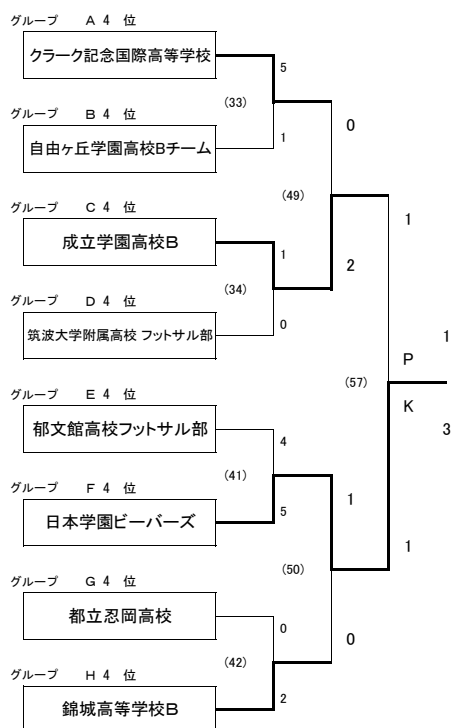 グループ A 4 位
クラーク記念国際高等学校
5
(33)
0
グループ B 4 位
自由ヶ丘学園高校Bチーム
1
(49)
1
グループ C 4 位
成立学園高校B
1
2
(34)
グループ D 4 位
筑波大学附属高校 フットサル部
0
1
P
(57)
K
3
グループ E 4 位
郁文館高校フットサル部
4
(41)
1
グループ F 4 位
日本学園ビーバーズ
5
1
(50)
グループ G 4 位
都立忍岡高校
0
0
(42)
グループ H 4 位
錦城高等学校B
2